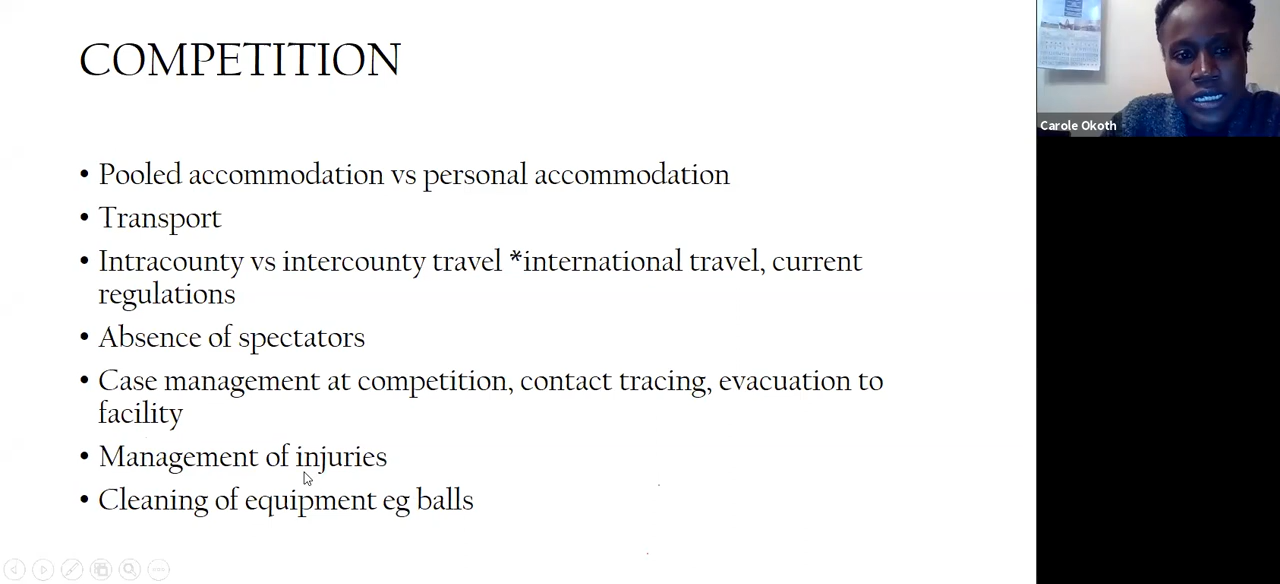 COMPETITION
• Pooled accommodation vs personal accommodation
• Transport
• Intracounty vs intercounty travel *international travel, current
regulations
• Absence of spectators
• Case management at competition, contact tracing, evacuation to
facility
• Management of injuries
• Cleaning of equipment eg balls
Carole Okoth